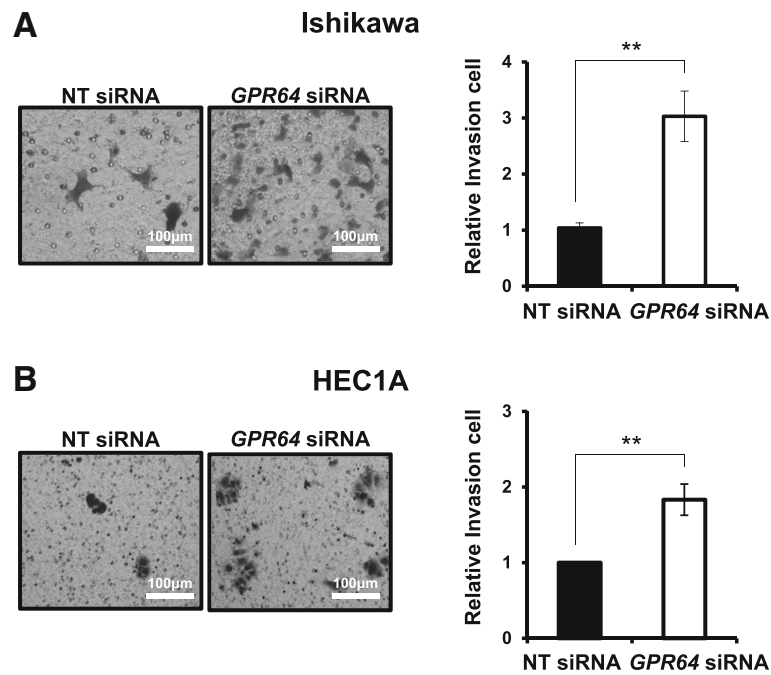 A
Ishikawa
NT siRNA
GPR64 siRNA
100μm
100μm
Relative Invasion cell
4
3
2
1
0
**
NT siRNA
GPR64 siRNA
B
HEC1A
NT siRNA
GPR64 siRNA
100μm
100μm
Relative Invasion cell
3
2
1
0
**
NT siRNA
GPR64 siRNA